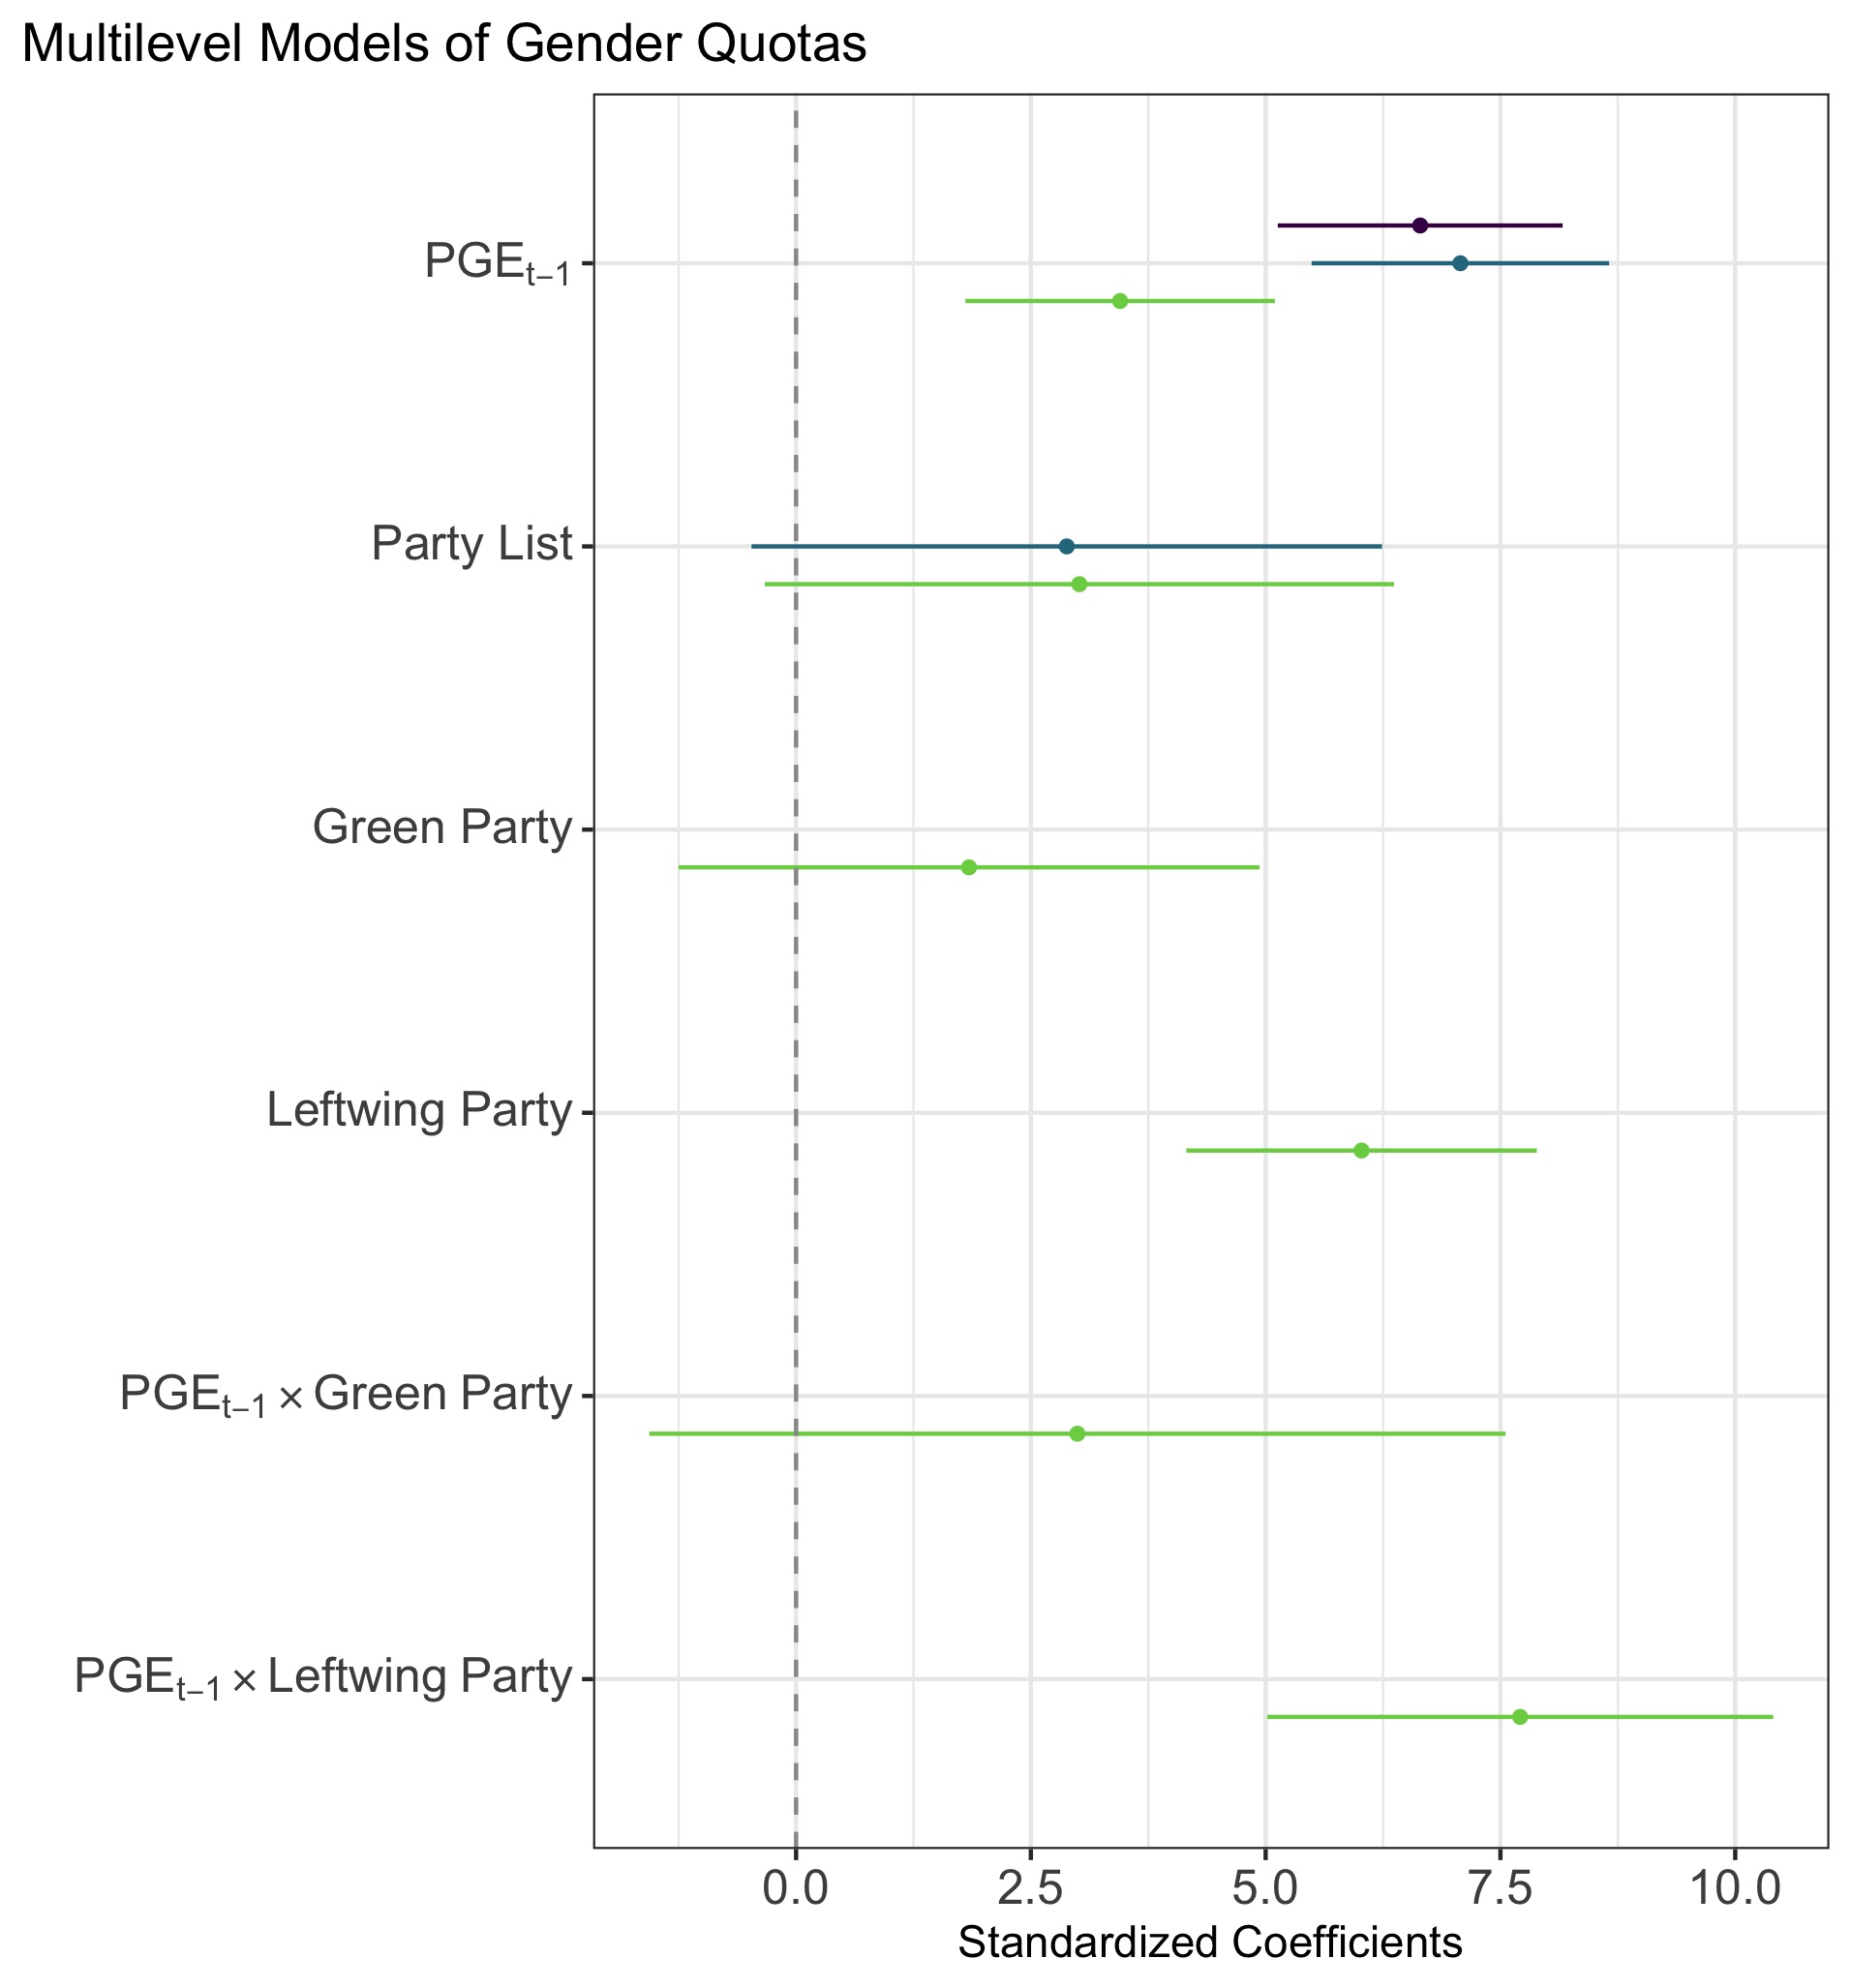 Multilevel Models of Gender Quotas
PGEt−1
Party List
Green Party
Leftwing Party
PGEt−1 × Green Party
PGEt−1 × Leftwing Party
0.0 2.5 5.0 7.5 10.0
Standardized Coefficients